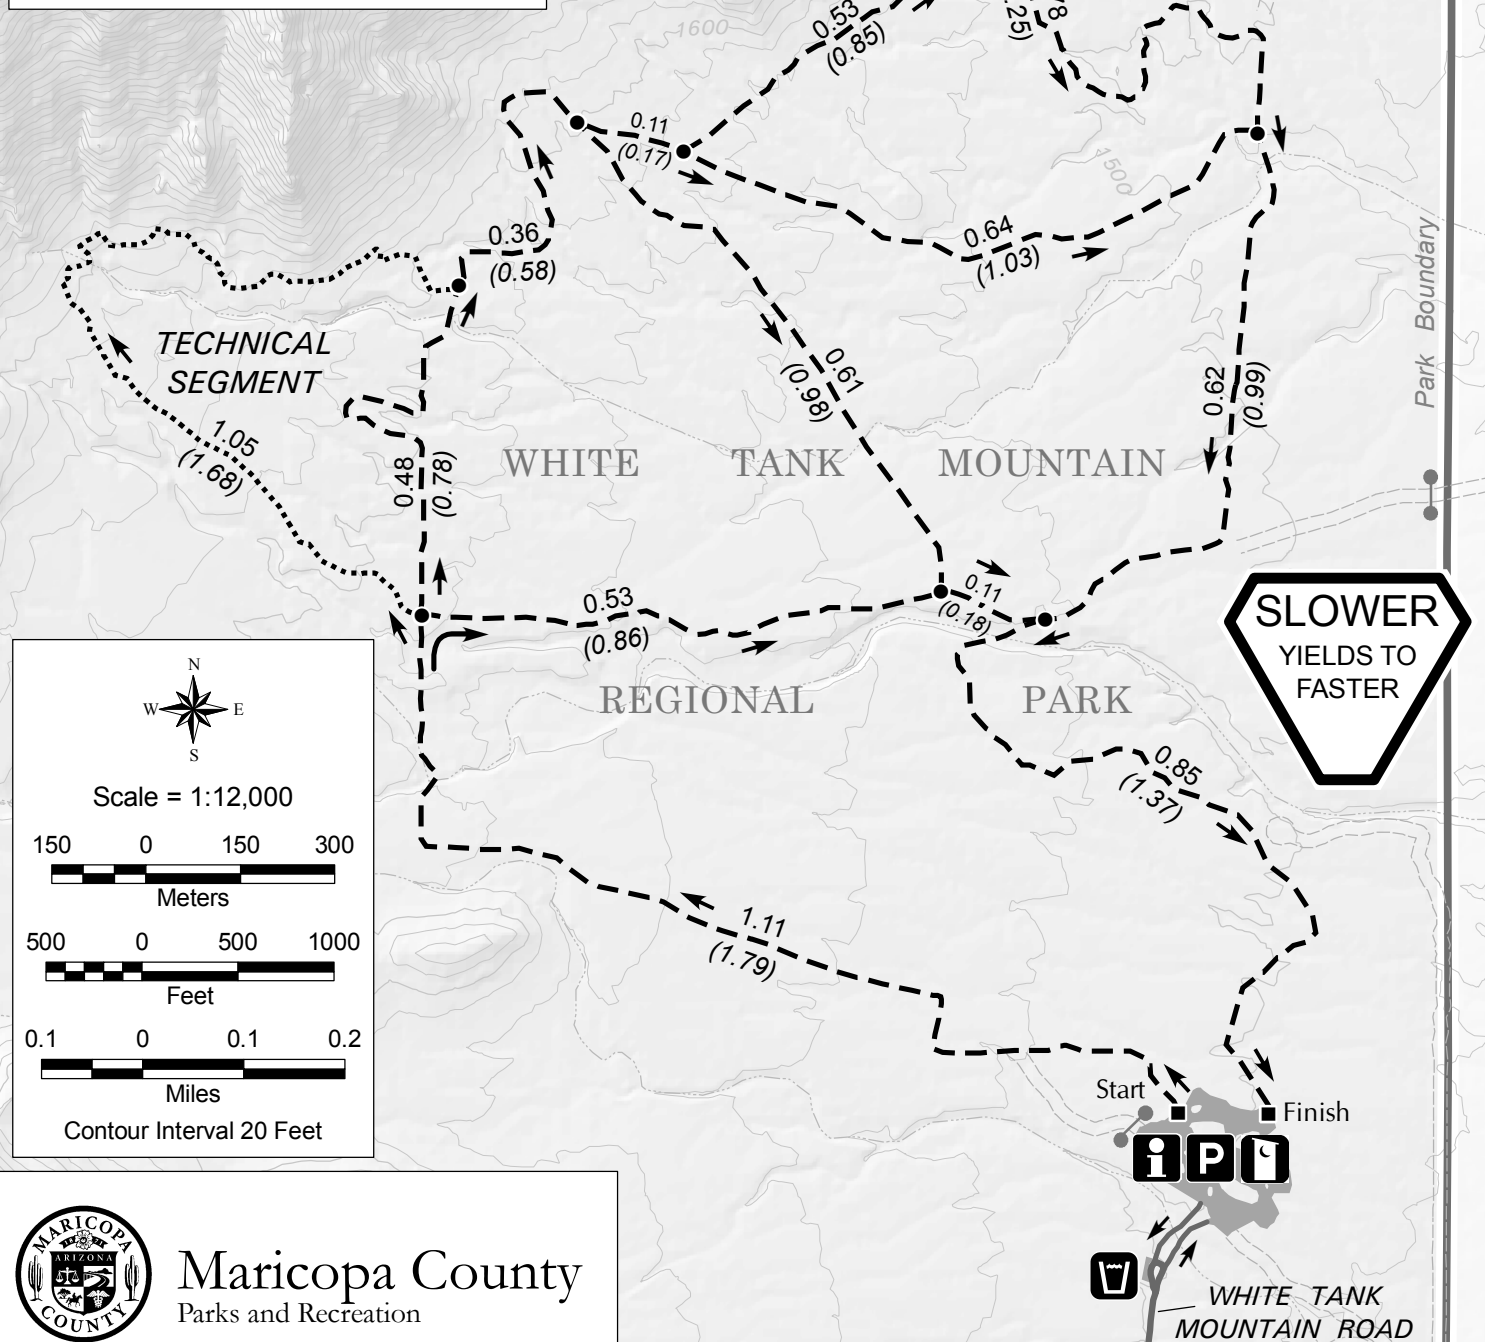 1600
0.53
(0.85)
78
.25)
0.11
(0.17)
1500
0.64
(1.03)
0.36
(0.58)
TECHNICAL
SEGMENT
1.05
(1.68)
0.48
(0.78)
0.61
(0.98)
0.62
(0.99)
Park Boundary
WHITE TANK MOUNTAIN
REGIONAL PARK
0.53
(0.86)
0.11
(0.18)
SLOWER
YIELDS TO
FASTER
0.85
(1.37)
1.11
(1.79)
N
W E
S
Scale = 1:12,000
150 0 150 300
Meters
500 0 500 1000
Feet
0.1 0 0.1 0.2
Miles
Contour Interval 20 Feet
Start
Finish
i P
WHITE TANK
MOUNTAIN ROAD
MARICOPA
ARIZONA
COUNTY
Maricopa County
Parks and Recreation